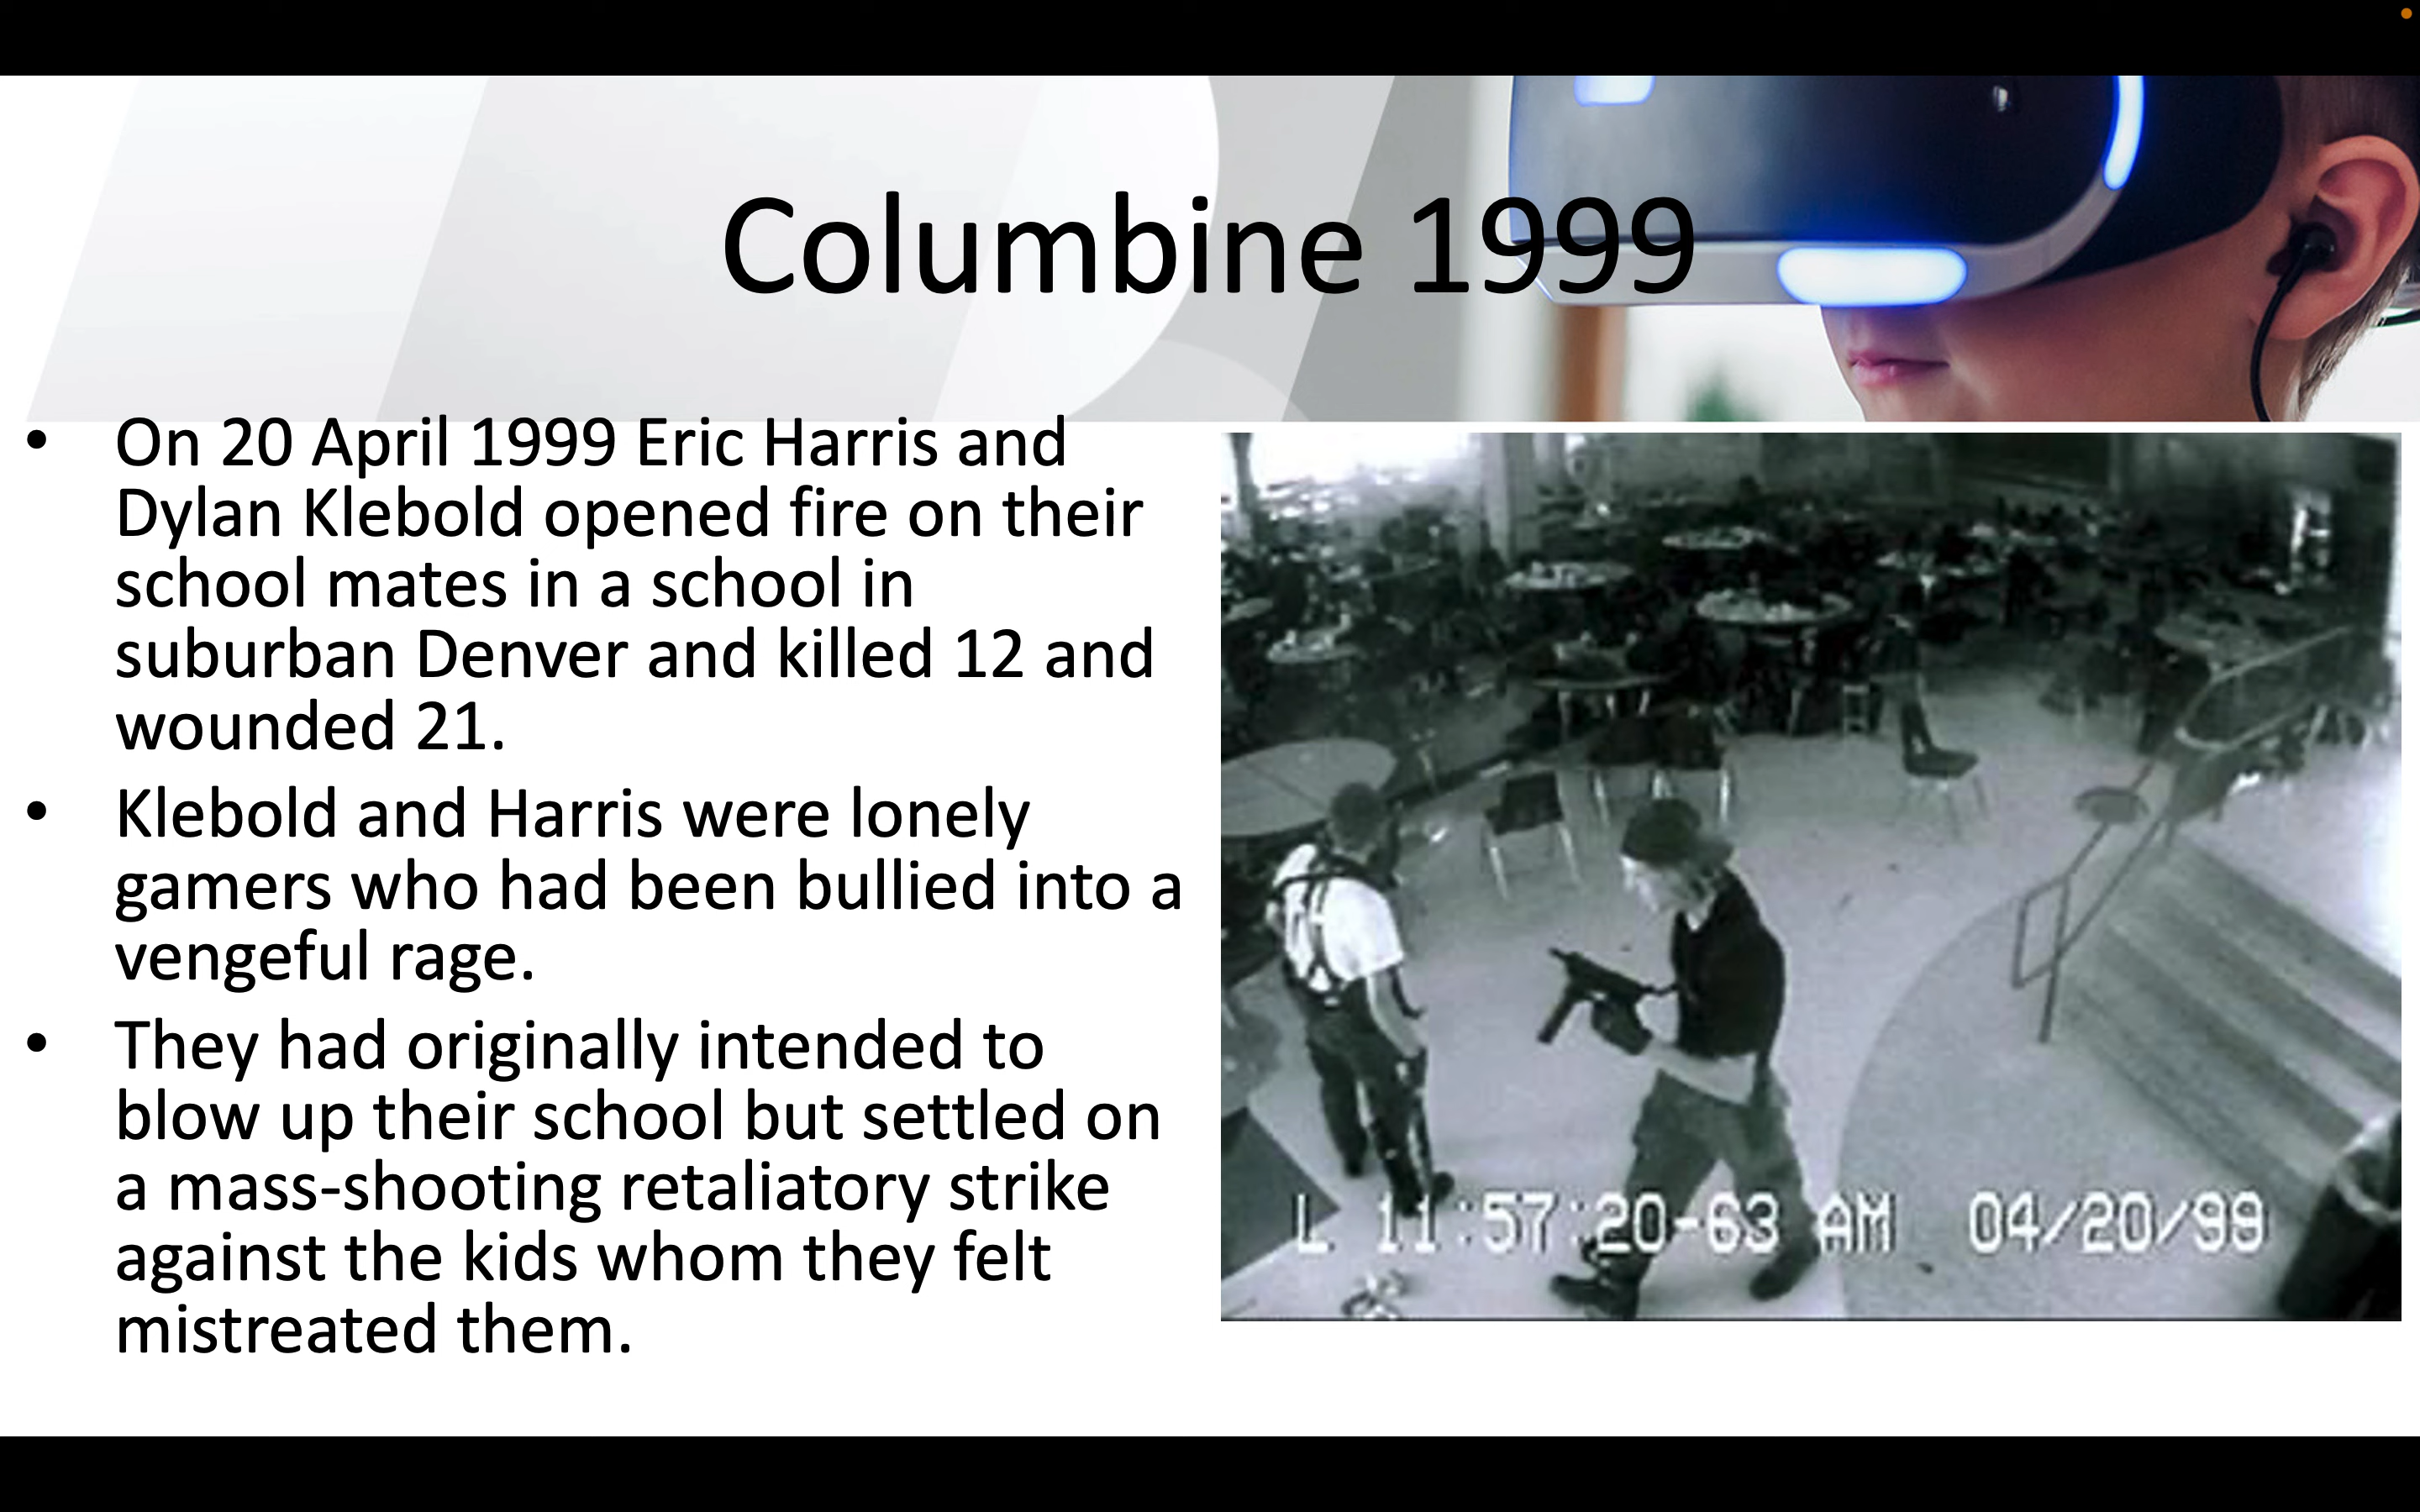 Columbine 1999
• On 20 April 1999 Eric Harris and
Dylan Klebold opened fire on their
school mates in a school in
suburban Denver and killed 12 and
wounded 21.
• Klebold and Harris were lonely
gamers who had been bullied into a
vengeful rage.
• They had originally intended to
blow up their school but settled on
a mass-shooting retaliatory strike
against the kids whom they felt
mistreated them.
L 11:57:20-63 AM 04/20/99